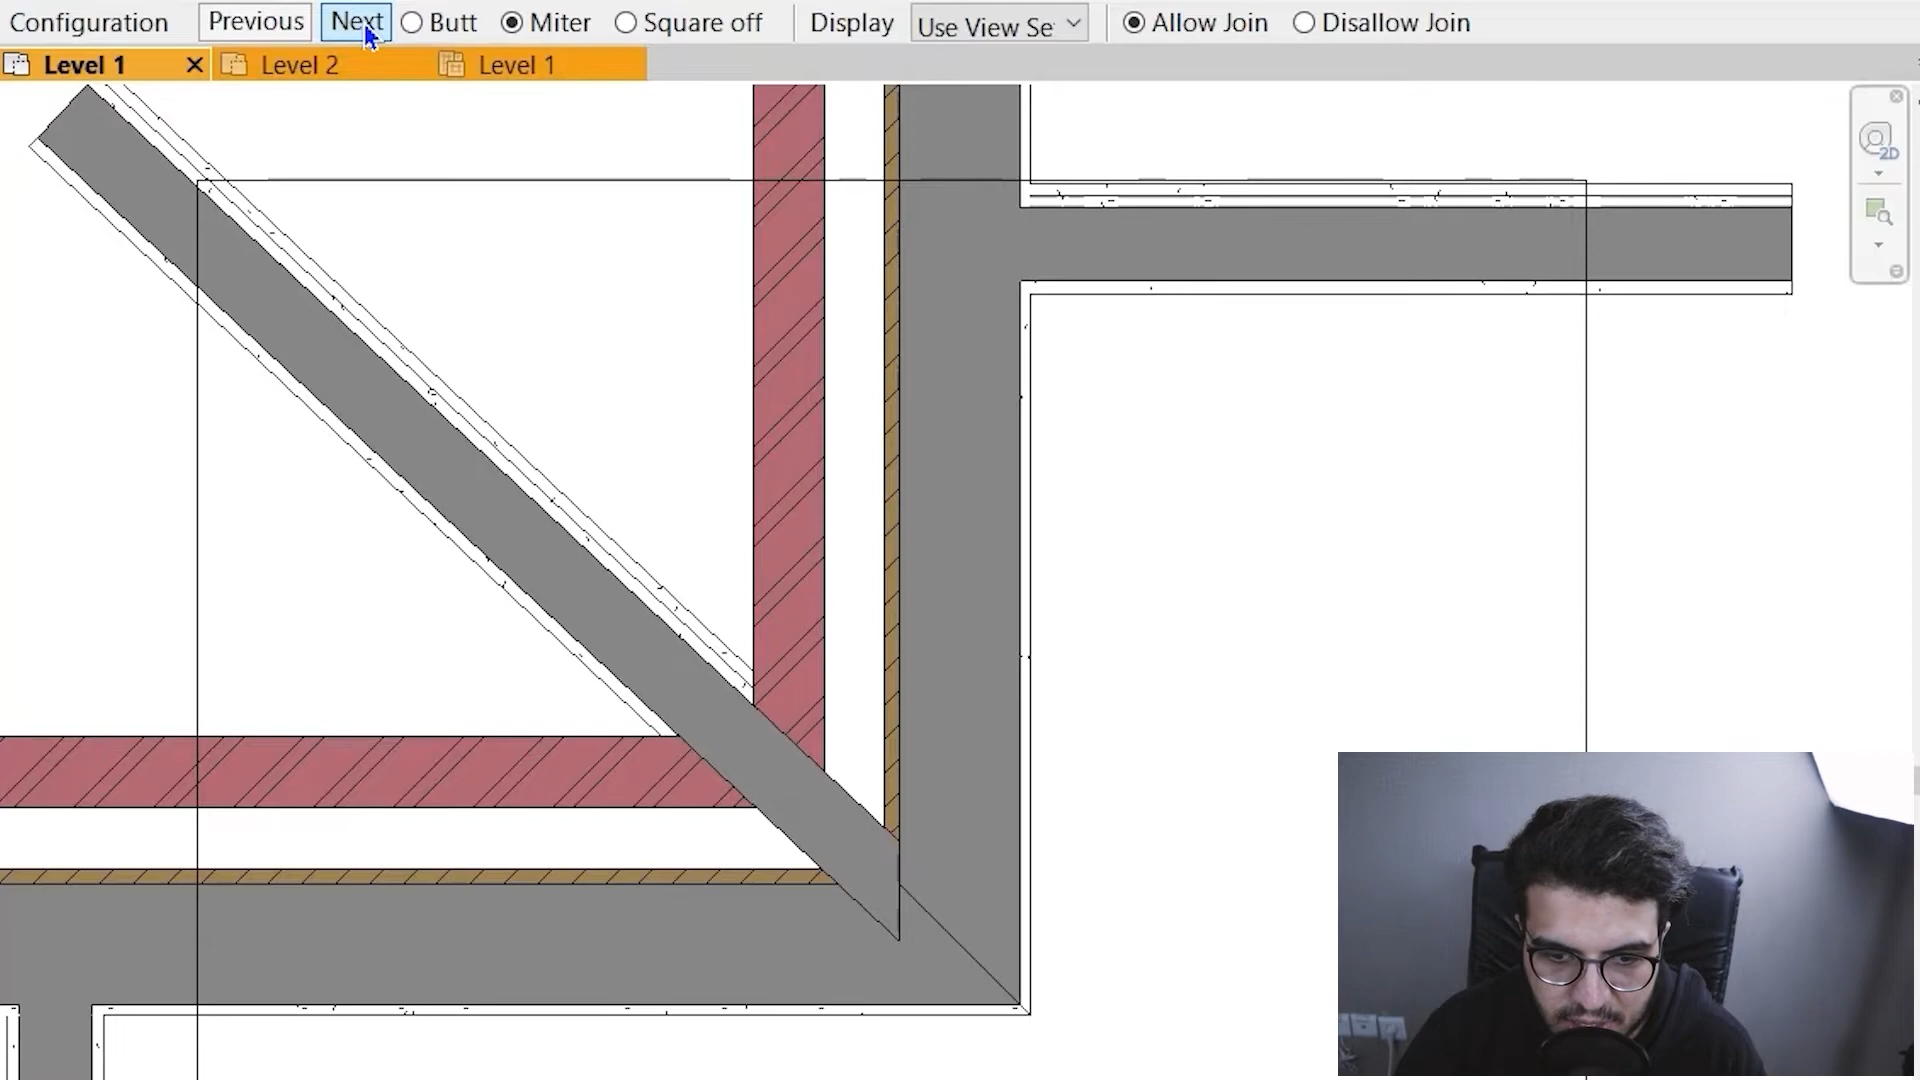 Configuration Previous Next Butt Miter Square off Display Use View Se Allow Join Disallow Join
Level 1 Level 2 Level 1
2D